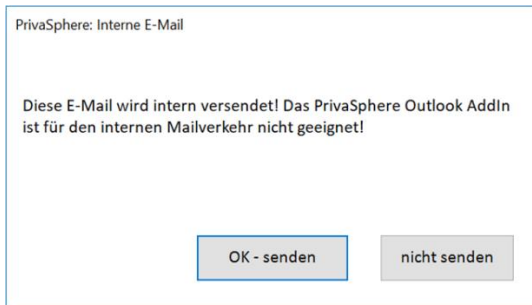 PrivaSphere: Interne E-Mail
Diese E-Mail wird intern versendet! Das PrivaSphere Outlook AddIn
ist für den internen Mailverkehr nicht geeignet!
OK - senden
nicht senden